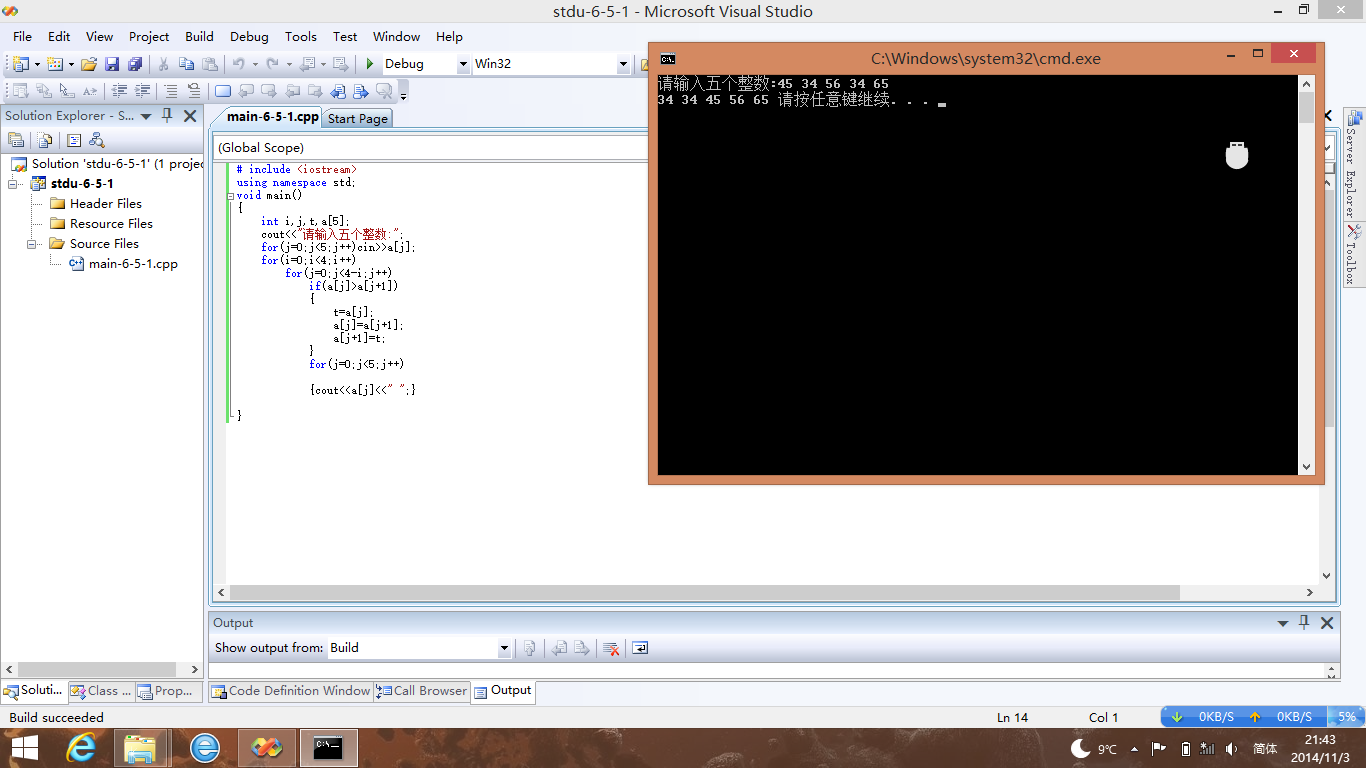 stdu-6-5-1 - Microsoft Visual Studio
File Edit View Project Build Debug Tools Test Window Help
Debug Win32
Solution Explorer - S...
Solution 'stdu-6-5-1' (1 projec
stdu-6-5-1
Header Files
Resource Files
Source Files
main-6-5-1.cpp
main-6-5-1.cpp Start Page
(Global Scope)
# include <iostream>
using namespace std;
void main()
{
int i,j,t,a[5];
cout<<"请输入五个整数:";
for(j=0;j<5;j++)cin>>a[j];
for(i=0;i<4;i++)
for(j=0;j<4-i;j++)
if(a[j]>a[j+1])
{
t=a[j];
a[j]=a[j+1];
a[j+1]=t;
}
for(j=0;j<5;j++)
{cout<<a[j]<<" ";}
}
C:\Windows\system32\cmd.exe
请输入五个整数:45 34 56 34 65
34 34 45 56 65 请按任意键继续. . .
Server Explorer
Toolbox
Output
Show output from: Build
Soluti... Class ... Prop...
Code Definition Window Call Browser Output
Build succeeded
Ln 14 Col 1
0KB/S 0KB/S 5%
9℃
简体
21:43
2014/11/3